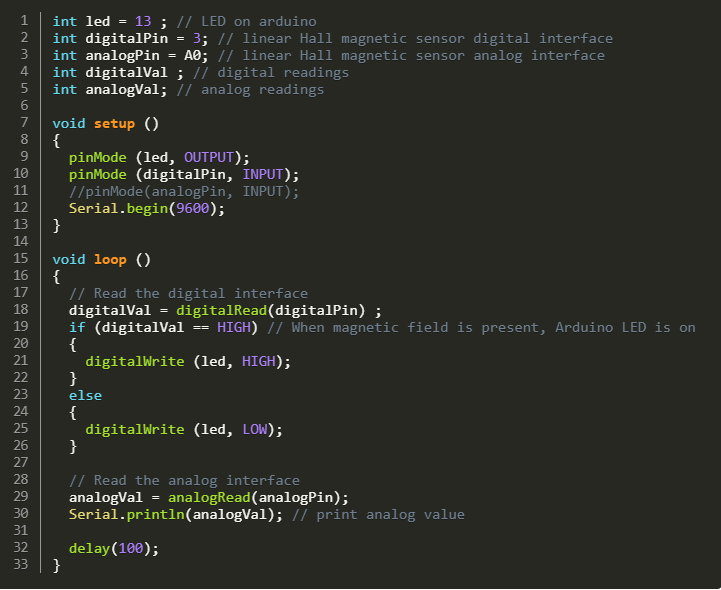 1 int led = 13 ; // LED on arduino
2 int digitalPin = 3; // linear Hall magnetic sensor digital interface
3 int analogPin = A0; // linear Hall magnetic sensor analog interface
4 int digitalVal ; // digital readings
5 int analogVal; // analog readings
6
7 void setup ()
8 {
9   pinMode (led, OUTPUT);
10   pinMode (digitalPin, INPUT);
11   //pinMode(analogPin, INPUT);
12   Serial.begin(9600);
13 }
14
15 void loop ()
16 {
17   // Read the digital interface
18   digitalVal = digitalRead(digitalPin) ;
19   if (digitalVal == HIGH) // When magnetic field is present, Arduino LED is on
20   {
21     digitalWrite (led, HIGH);
22   }
23   else
24   {
25     digitalWrite (led, LOW);
26   }
27
28   // Read the analog interface
29   analogVal = analogRead(analogPin);
30   Serial.println(analogVal); // print analog value
31
32   delay(100);
33 }